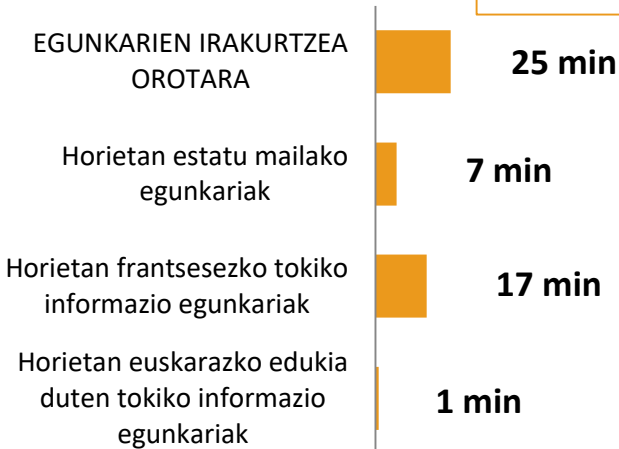 EGUNKARIEN IRAKURTZEA
OROTARA
25 min
Horietan estatu mailako
egunkariak
7 min
Horietan frantsesezko tokiko
informazio egunkariak
17 min
Horietan euskarazko edukia
duten tokiko informazio
egunkariak
1 min